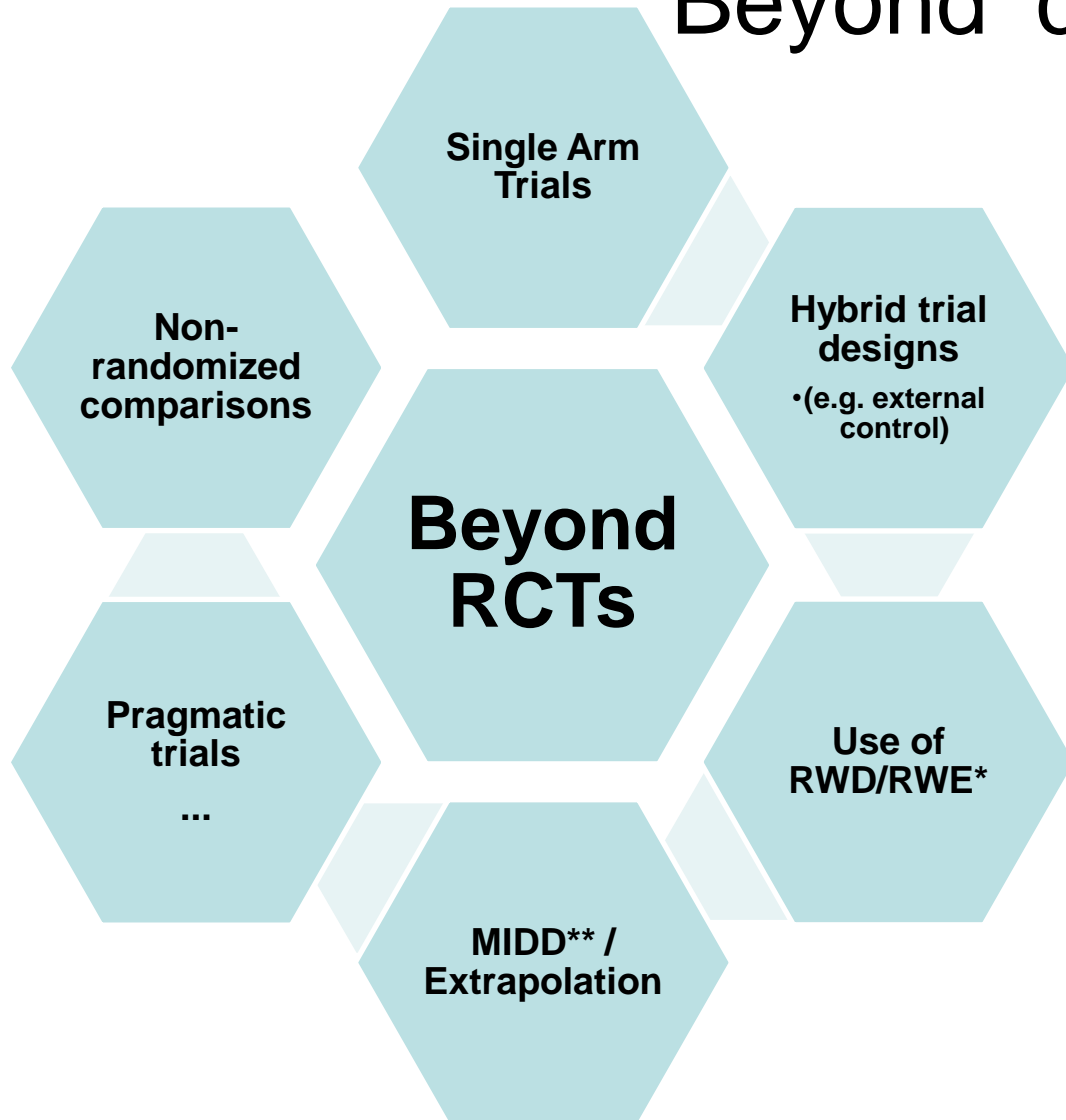 Beyond
Single Arm
Trials
Hybrid trial
designs
•(e.g. external
control)
Non-
randomized
comparisons
Beyond
RCTs
Pragmatic
trials
...
Use of
RWD/RWE*
MIDD** /
Extrapolation